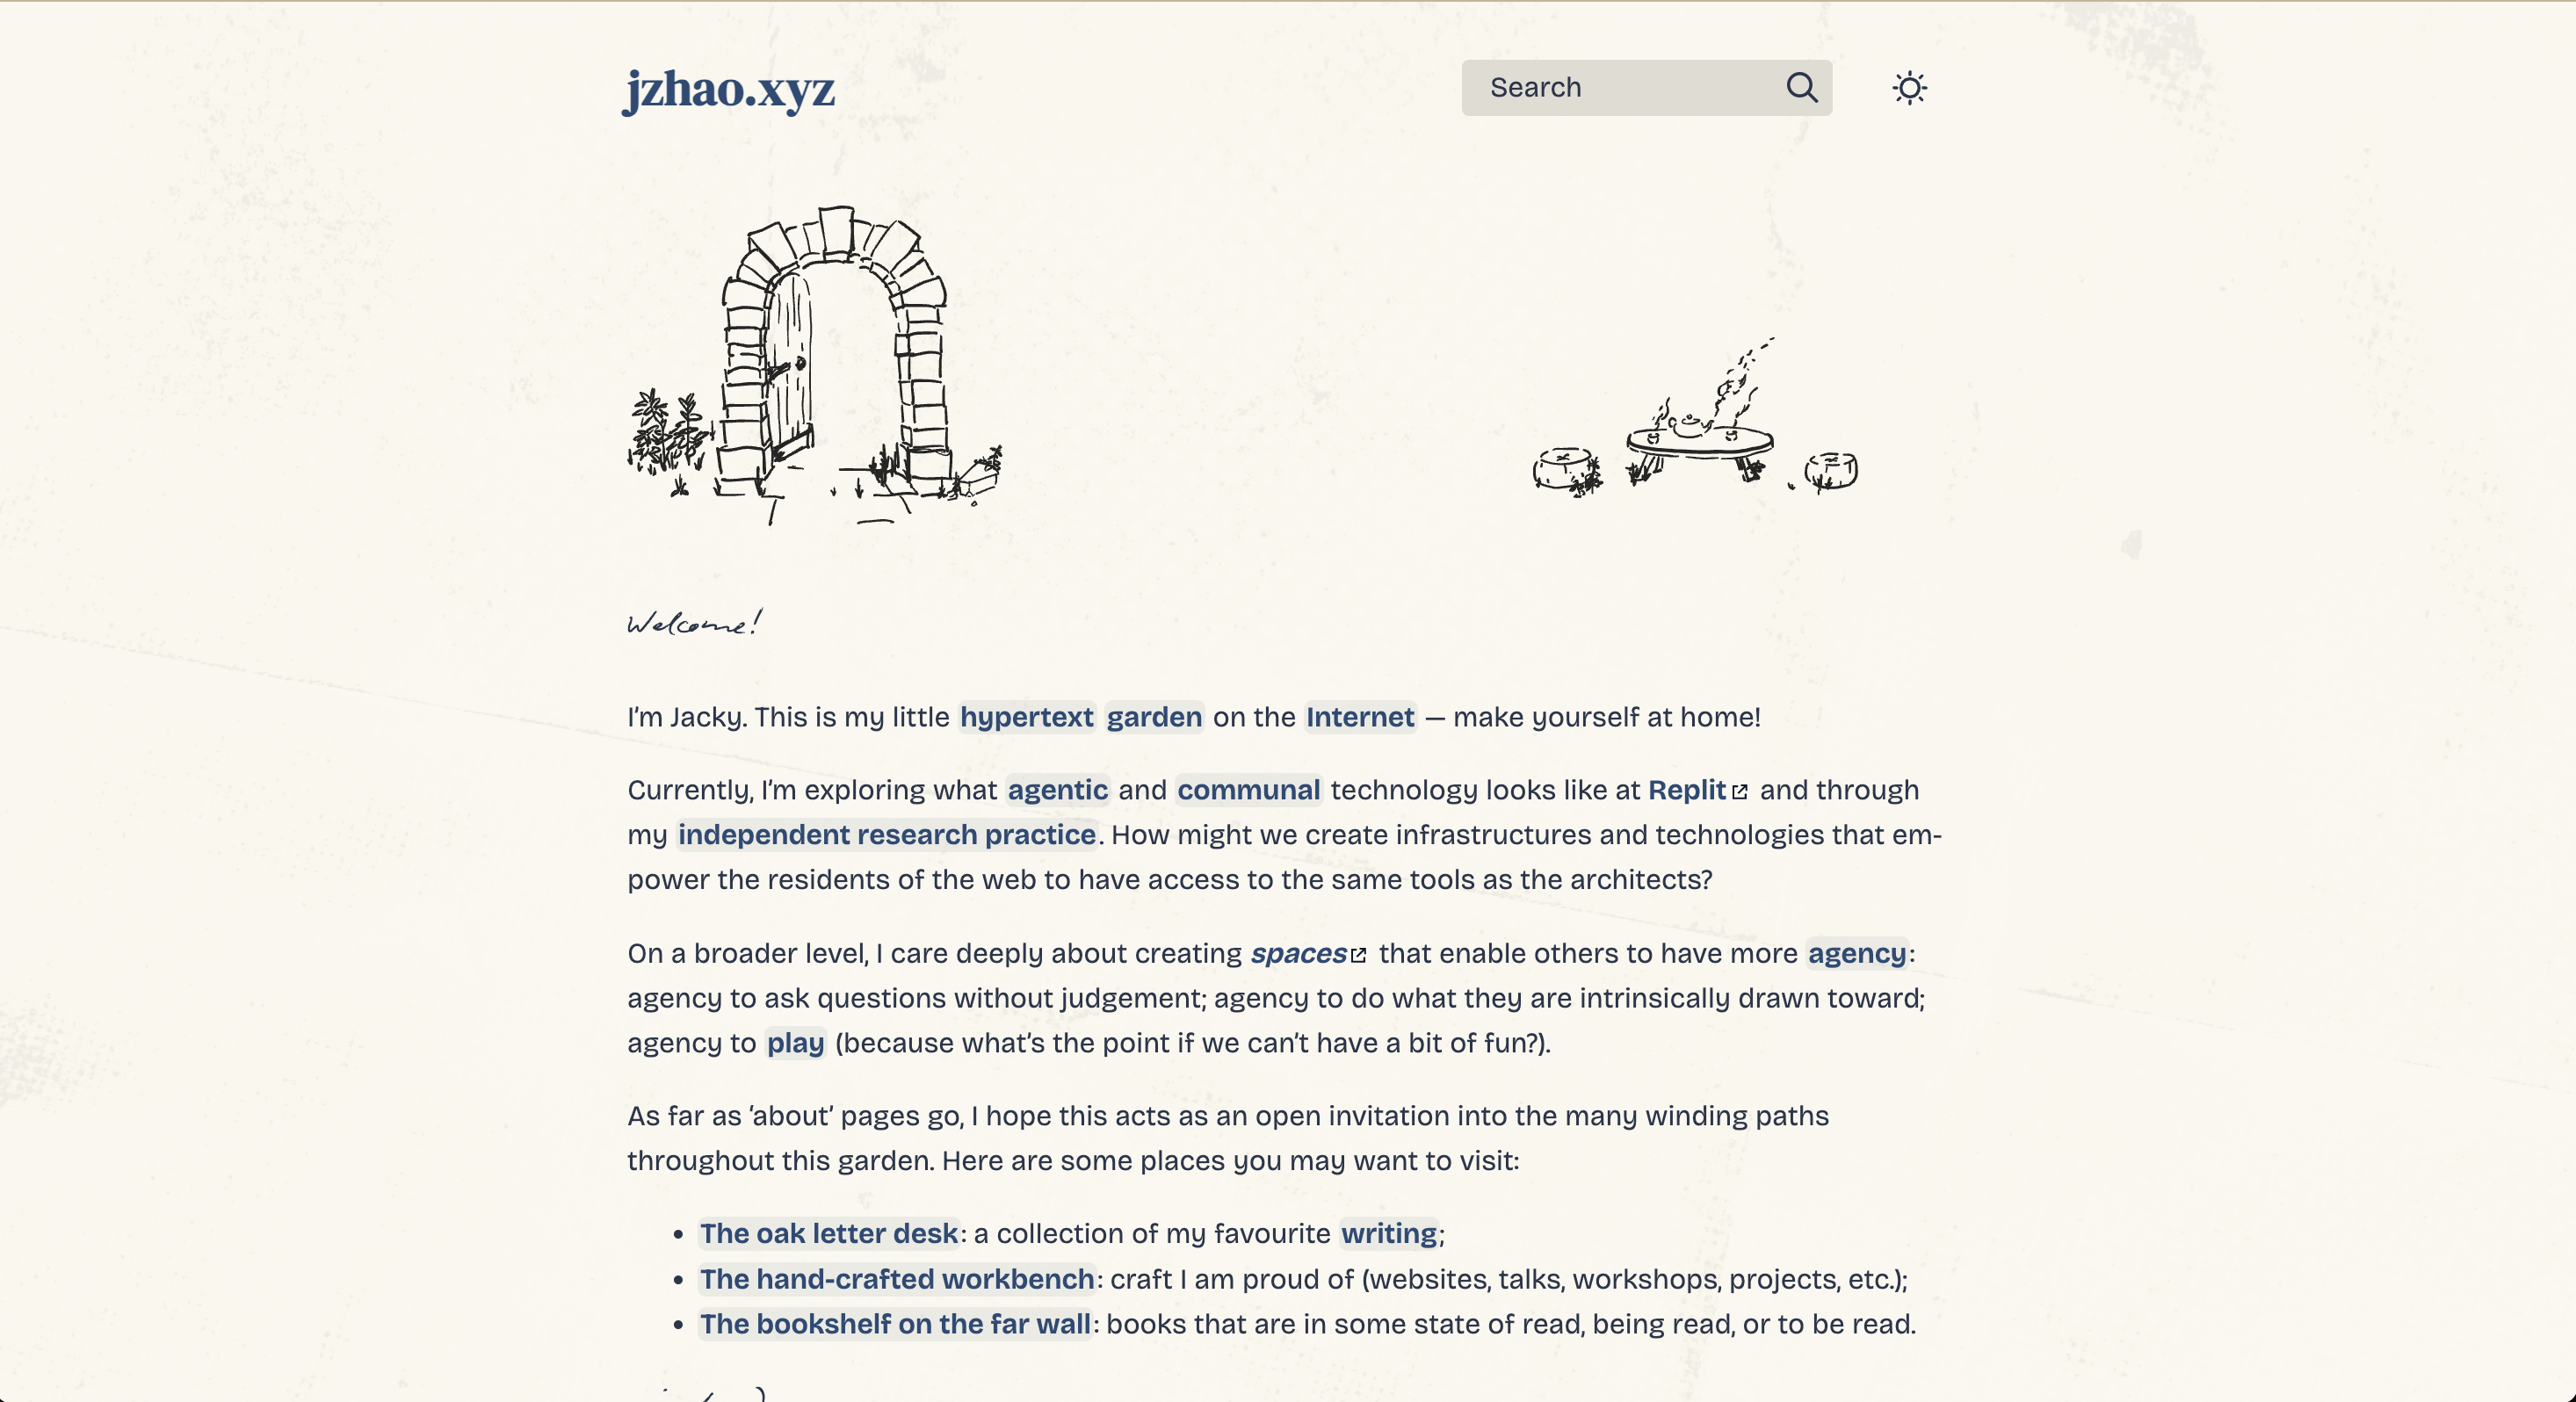 jzhao.xyz
Search
Welcome!
I’m Jacky. This is my little hypertext garden on the Internet — make yourself at home!
Currently, I’m exploring what agentic and communal technology looks like at Replit and through
my independent research practice. How might we create infrastructures and technologies that em-
power the residents of the web to have access to the same tools as the architects?
On a broader level, I care deeply about creating spaces that enable others to have more agency:
agency to ask questions without judgement; agency to do what they are intrinsically drawn toward;
agency to play (because what’s the point if we can’t have a bit of fun?).
As far as ‘about’ pages go, I hope this acts as an open invitation into the many winding paths
throughout this garden. Here are some places you may want to visit:
• The oak letter desk: a collection of my favourite writing;
• The hand-crafted workbench: craft I am proud of (websites, talks, workshops, projects, etc.);
• The bookshelf on the far wall: books that are in some state of read, being read, or to be read.